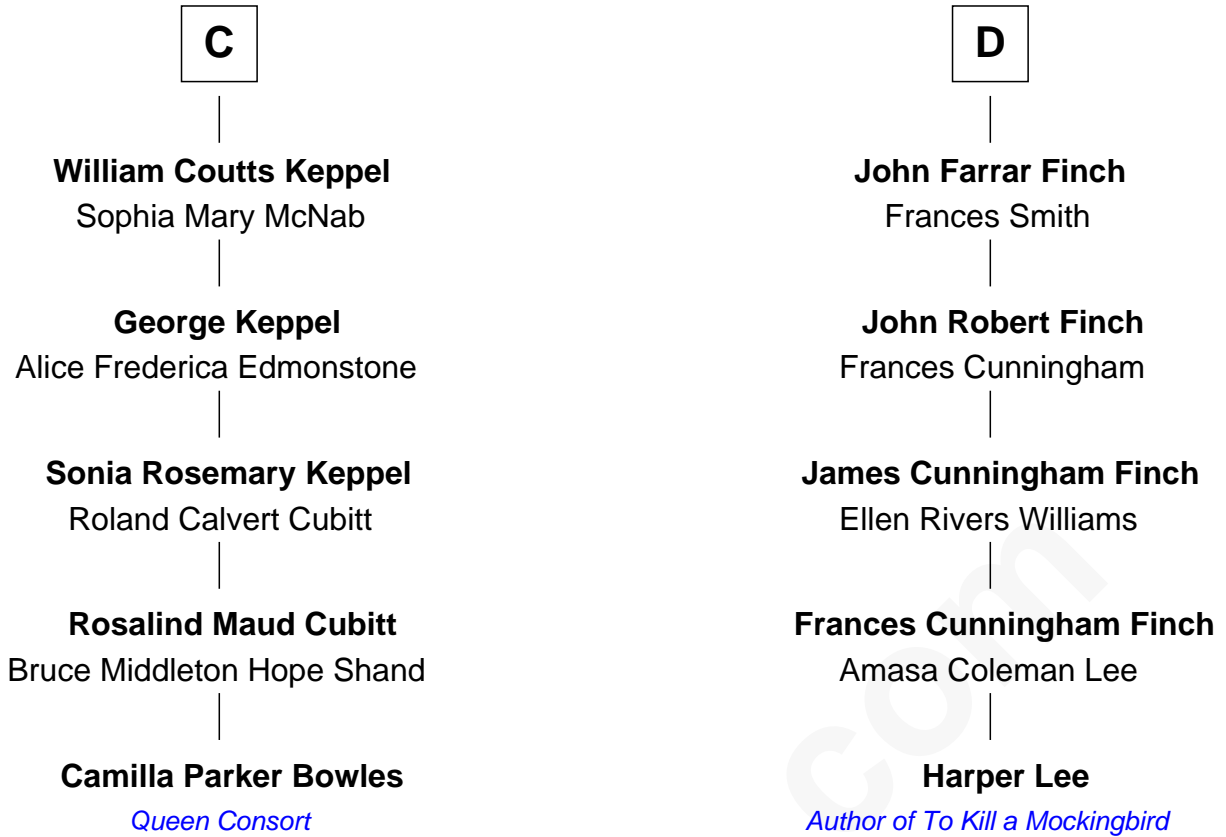 C
William Coutts Keppel
Sophia Mary McNab
George Keppel
Alice Frederica Edmonstone
Sonia Rosemary Keppel
Roland Calvert Cubitt
Rosalind Maud Cubitt
Bruce Middleton Hope Shand
Camilla Parker Bowles
Queen Consort
D
John Farrar Finch
Frances Smith
John Robert Finch
Frances Cunningham
James Cunningham Finch
Ellen Rivers Williams
Frances Cunningham Finch
Amasa Coleman Lee
Harper Lee
Author of To Kill a Mockingbird
com